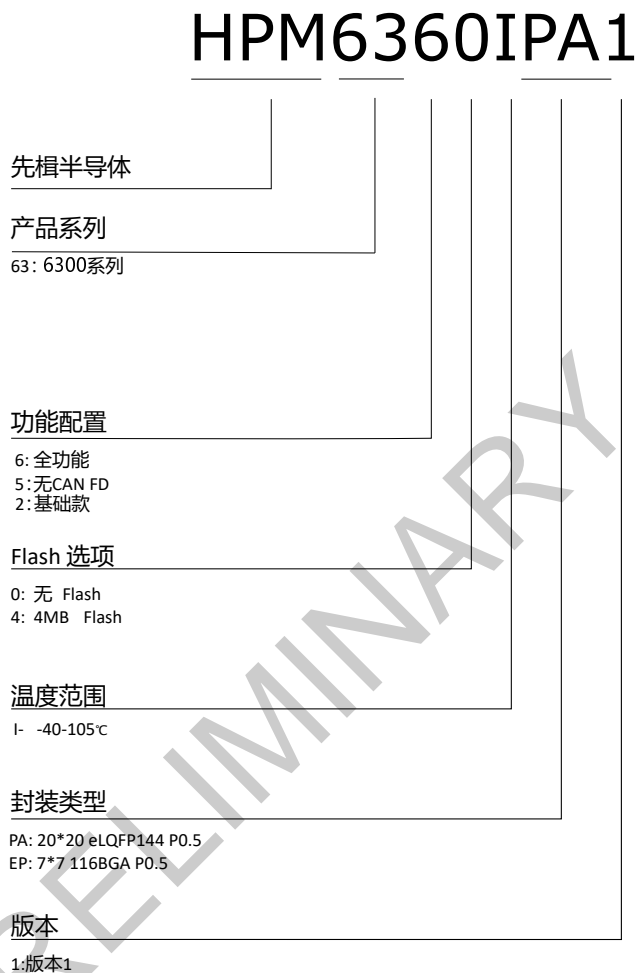 HPM6360IPA1
先楫半导体
产品系列
63: 6300系列
功能配置
6: 全功能
5:无CAN FD
2:基础款
Flash 选项
0: 无 Flash
4: 4MB Flash
温度范围
I- -40-105℃
封装类型
PA: 20*20 eLQFP144 P0.5
EP: 7*7 116BGA P0.5
版本
1:版本1
RELIMINARY